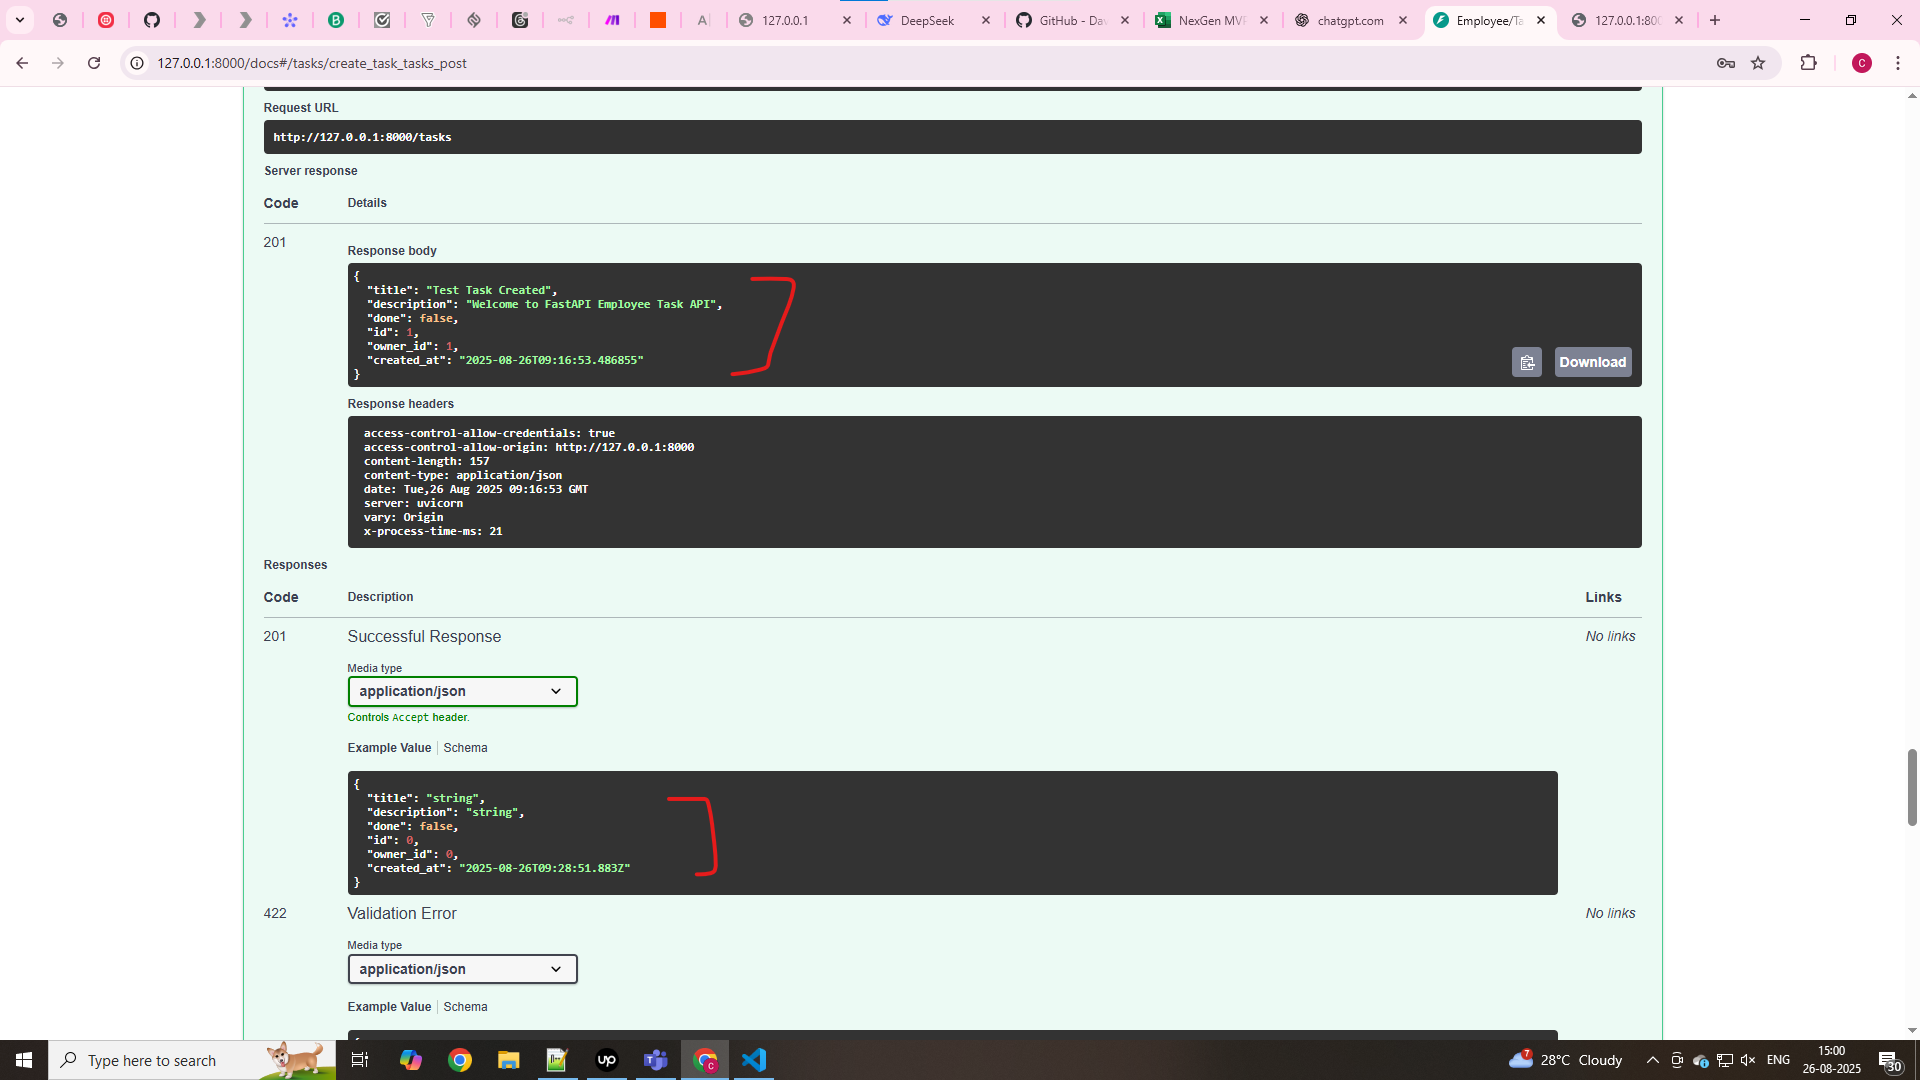 127.0.0.1
DeepSeek
GitHub - Dav
NexGen MVP
chatgpt.com
Employee/Ta
127.0.0.1:800
127.0.0.1:8000/docs#/tasks/create_task_tasks_post
C
Request URL
http://127.0.0.1:8000/tasks
Server response
Code Details
201
Response body
{
"title": "Test Task Created",
"description": "Welcome to FastAPI Employee Task API",
"done": false,
"id": 1,
"owner_id": 1,
"created_at": "2025-08-26T09:16:53.486855"
}
Download
Response headers
access-control-allow-credentials: true
access-control-allow-origin: http://127.0.0.1:8000
content-length: 157
content-type: application/json
date: Tue,26 Aug 2025 09:16:53 GMT
server: uvicorn
vary: Origin
x-process-time-ms: 21
Responses
Code Description Links
201 Successful Response No links
Media type
application/json
Controls Accept header.
Example Value Schema
{
"title": "string",
"description": "string",
"done": false,
"id": 0,
"owner_id": 0,
"created_at": "2025-08-26T09:28:51.883Z"
}
422 Validation Error No links
Media type
application/json
Example Value Schema
Type here to search
up
7
28°C Cloudy
ENG
15:00
26-08-2025
30